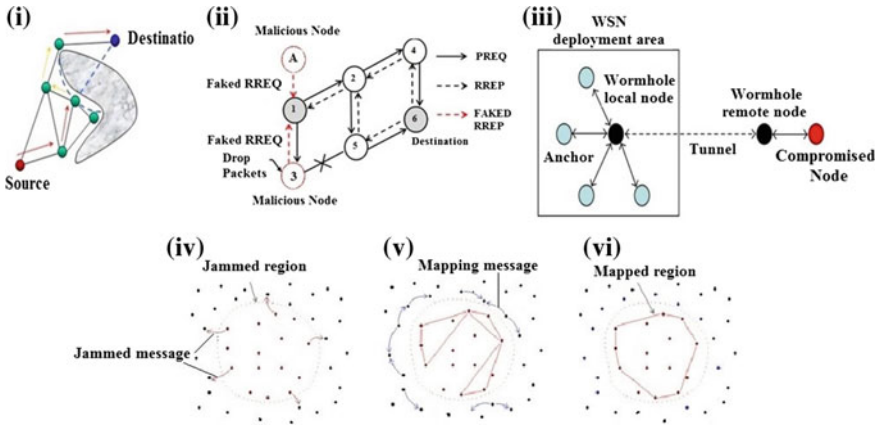 (i)
Destinatio
Source
(ii)
Malicious Node
A
Faked RREQ
1
2
4
Faked RREQ
Drop
Packets
3
5
6
Destination
Malicious Node
PREQ
RREP
FAKED
RREP
(iii)
WSN
deployment area
Wormhole
local node
Anchor
Tunnel
Wormhole
remote node
Compromised
Node
(iv)
Jammed region
Jammed message
(v)
Mapping message
(vi)
Mapped region